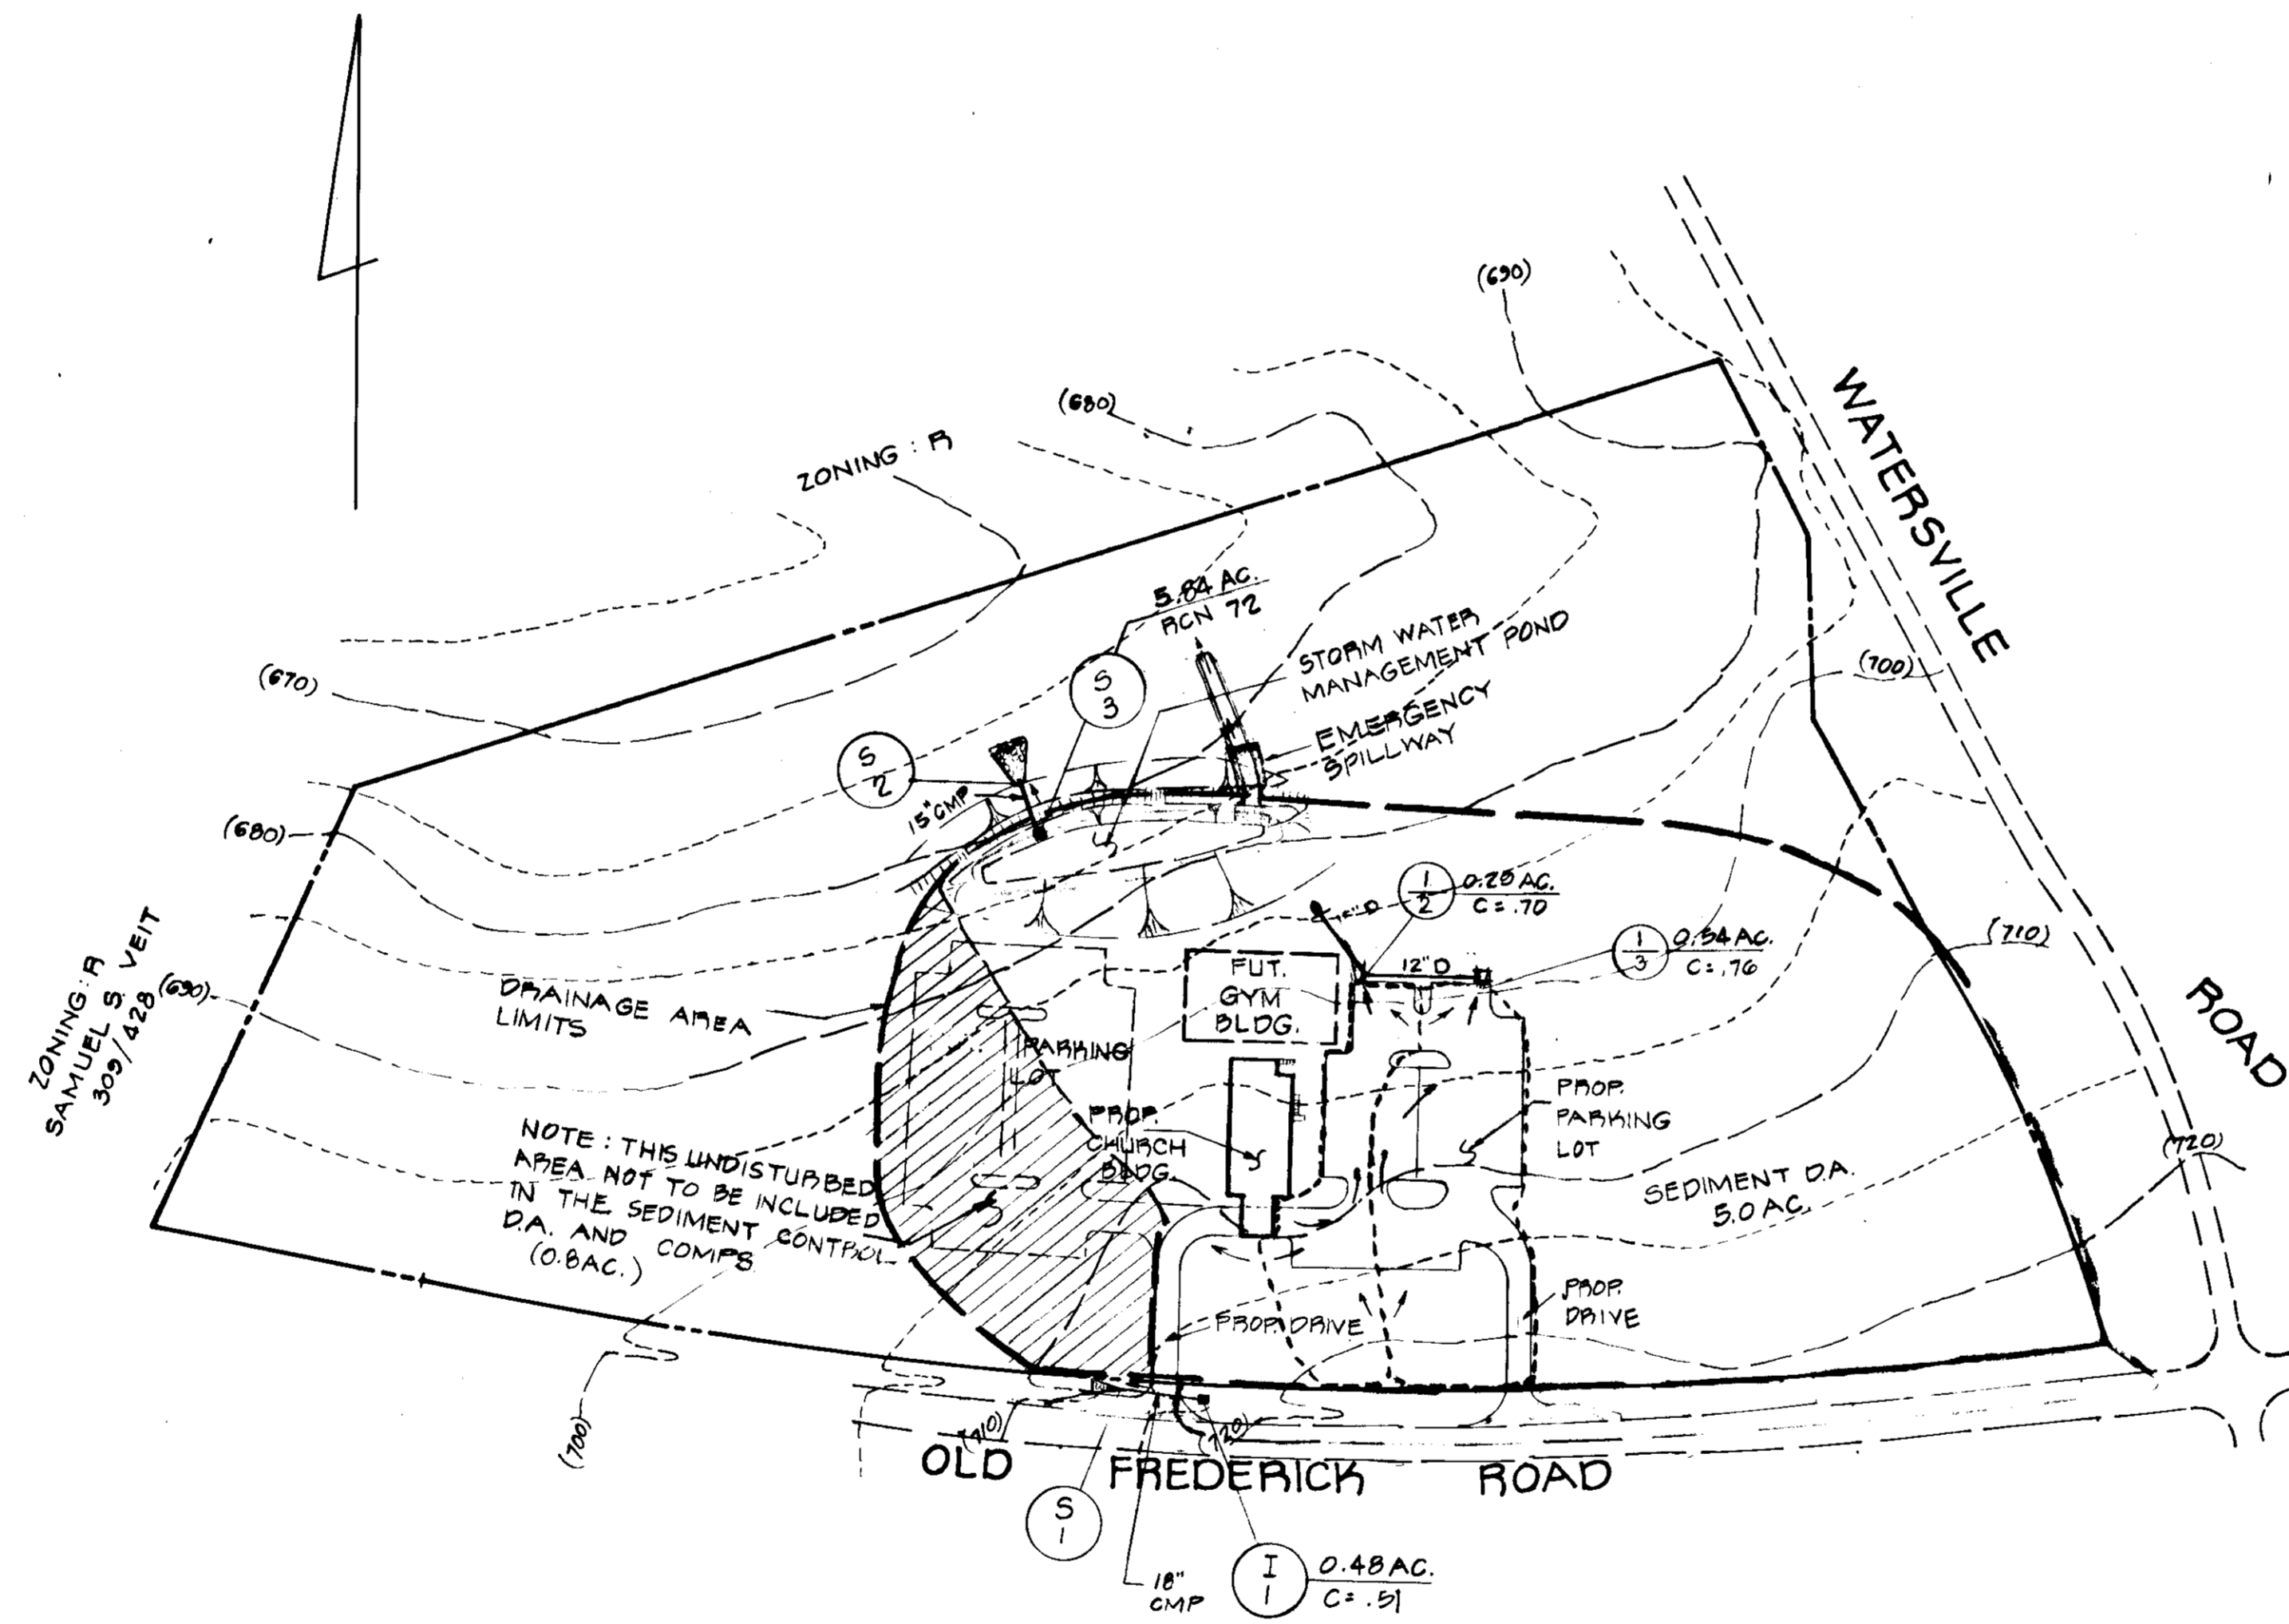 (690)
WATERSVILLE
(680)
ZONING : R
5.84 AC.
RCN 72
STORM WATER
MANAGEMENT POND
S
3
(670)
(700)
EMERGENCY
SPILLWAY
S
2
15" CMP
(680)
1
2
C = .70
(710)
1
3
0.54 AC.
C = .76
ZONING : R
SAMUEL S. VEIT
309/428
(690)
FUT.
GYM
BLDG.
12" D
DRAINAGE AREA
LIMITS
ROAD
PARKING
LOT
PROP.
PARKING
LOT
PROP.
CHURCH
BLDG.
(720)
NOTE : THIS UNDISTURBED
AREA NOT TO BE INCLUDED
IN THE SEDIMENT CONTROL
D.A. AND COMPS
(0.8 AC.)
SEDIMENT D.A.
5.0 AC.
PROP. DRIVE
PROP.
DRIVE
(700)
(710)
(720)
OLD FREDERICK ROAD
S
1
18"
CMP
I
1
0.48 AC.
C = .51